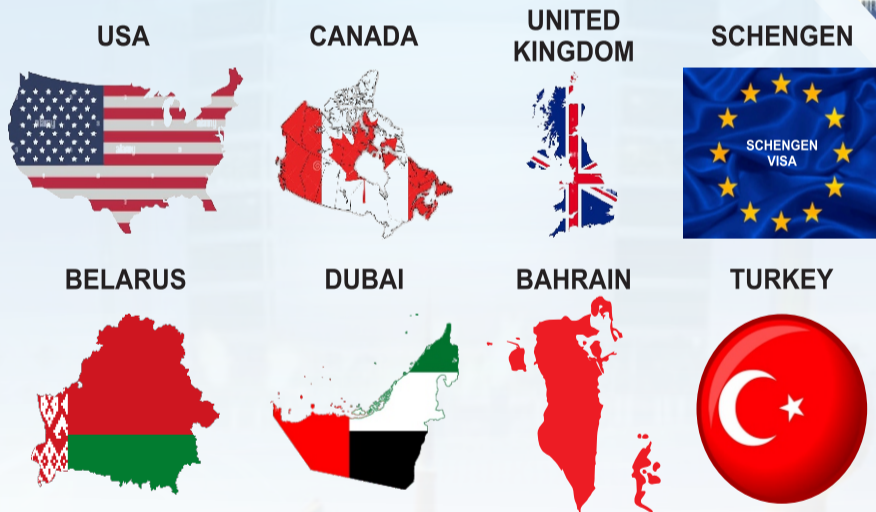 USA
CANADA
UNITED
KINGDOM
SCHENGEN
SCHENGEN
VISA
BELARUS
DUBAI
BAHRAIN
TURKEY